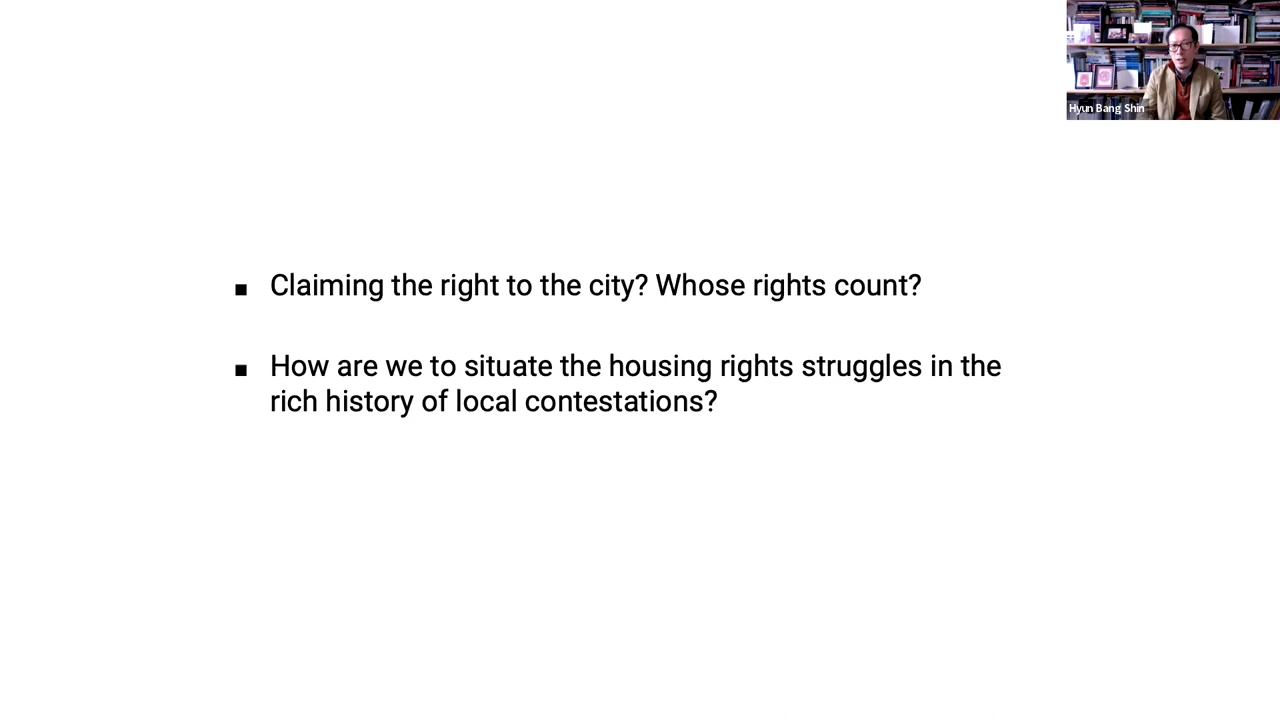 Hyun Bang Shin
■ Claiming the right to the city? Whose rights count?
■ How are we to situate the housing rights struggles in the
rich history of local contestations?